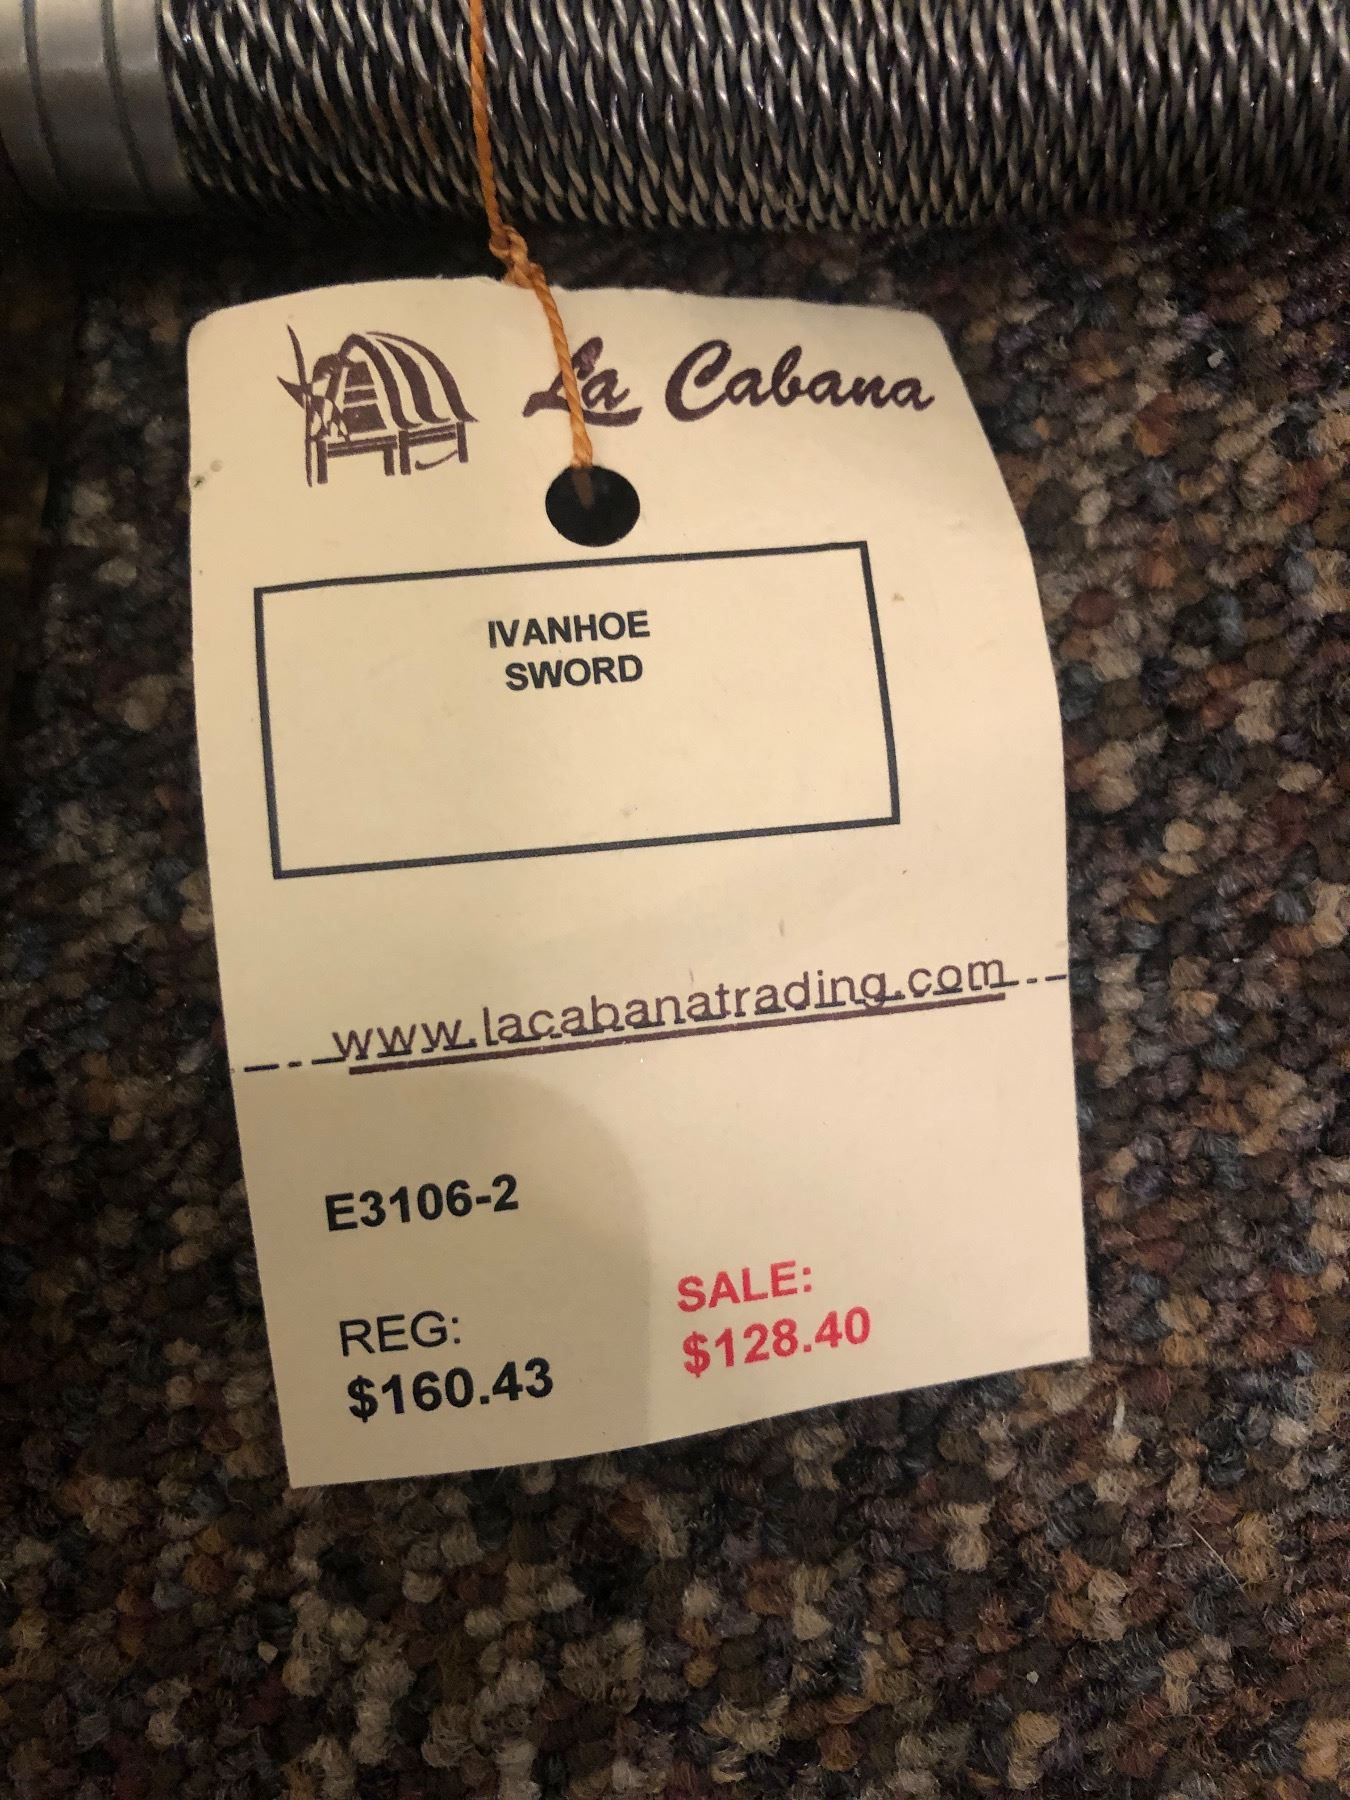 La Cabana
IVANHOE
SWORD
www.lacabanatrading.com
E3106-2
REG:
$160.43
SALE:
$128.40